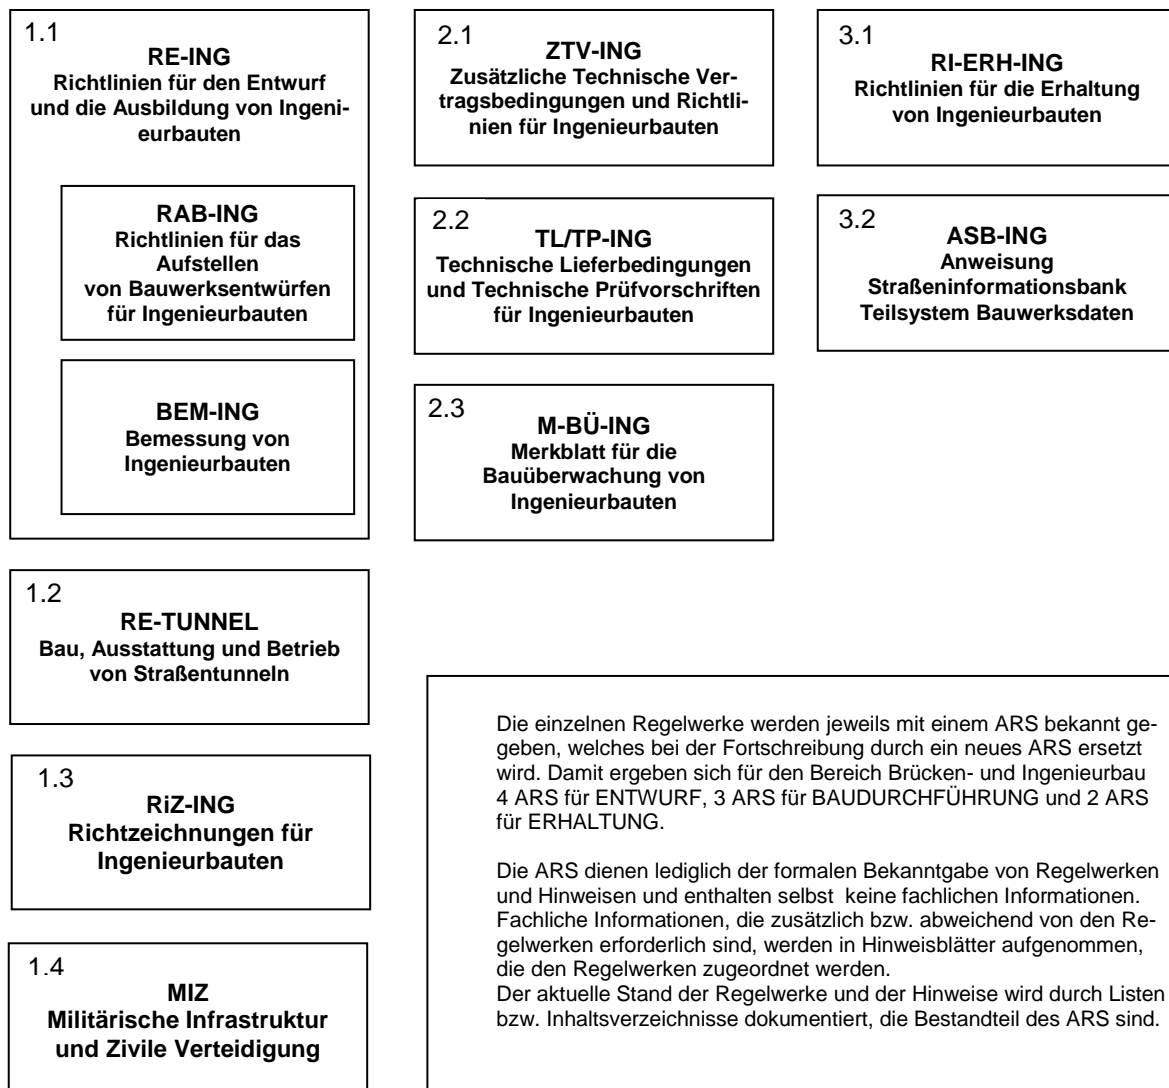 1.1
RE-ING
Richtlinien für den Entwurf
und die Ausbildung von Ingeni-
eurbauten
RAB-ING
Richtlinien für das
Aufstellen
von Bauwerksentwürfen
für Ingenieurbauten
BEM-ING
Bemessung von
Ingenieurbauten
1.2
RE-TUNNEL
Bau, Ausstattung und Betrieb
von Straßentunneln
1.3
RiZ-ING
Richtzeichnungen für
Ingenieurbauten
1.4
MIZ
Militärische Infrastruktur
und Zivile Verteidigung
2.1
ZTV-ING
Zusätzliche Technische Ver-
tragsbedingungen und Richtli-
nien für Ingenieurbauten
2.2
TL/TP-ING
Technische Lieferbedingungen
und Technische Prüfvorschriften
für Ingenieurbauten
2.3
M-BÜ-ING
Merkblatt für die
Bauüberwachung von
Ingenieurbauten
3.1
RI-ERH-ING
Richtlinien für die Erhaltung
von Ingenieurbauten
3.2
ASB-ING
Anweisung
Straßeninformationsbank
Teilsystem Bauwerksdaten
Die einzelnen Regelwerke werden jeweils mit einem ARS bekannt ge-
geben, welches bei der Fortschreibung durch ein neues ARS ersetzt
wird. Damit ergeben sich für den Bereich Brücken- und Ingenieurbau
4 ARS für ENTWURF, 3 ARS für BAUDURCHFÜHRUNG und 2 ARS
für ERHALTUNG.
Die ARS dienen lediglich der formalen Bekanntgabe von Regelwerken
und Hinweisen und enthalten selbst keine fachlichen Informationen.
Fachliche Informationen, die zusätzlich bzw. abweichend von den Re-
gelwerken erforderlich sind, werden in Hinweisblätter aufgenommen,
die den Regelwerken zugeordnet werden.
Der aktuelle Stand der Regelwerke und der Hinweise wird durch Listen
bzw. Inhaltsverzeichnisse dokumentiert, die Bestandteil des ARS sind.